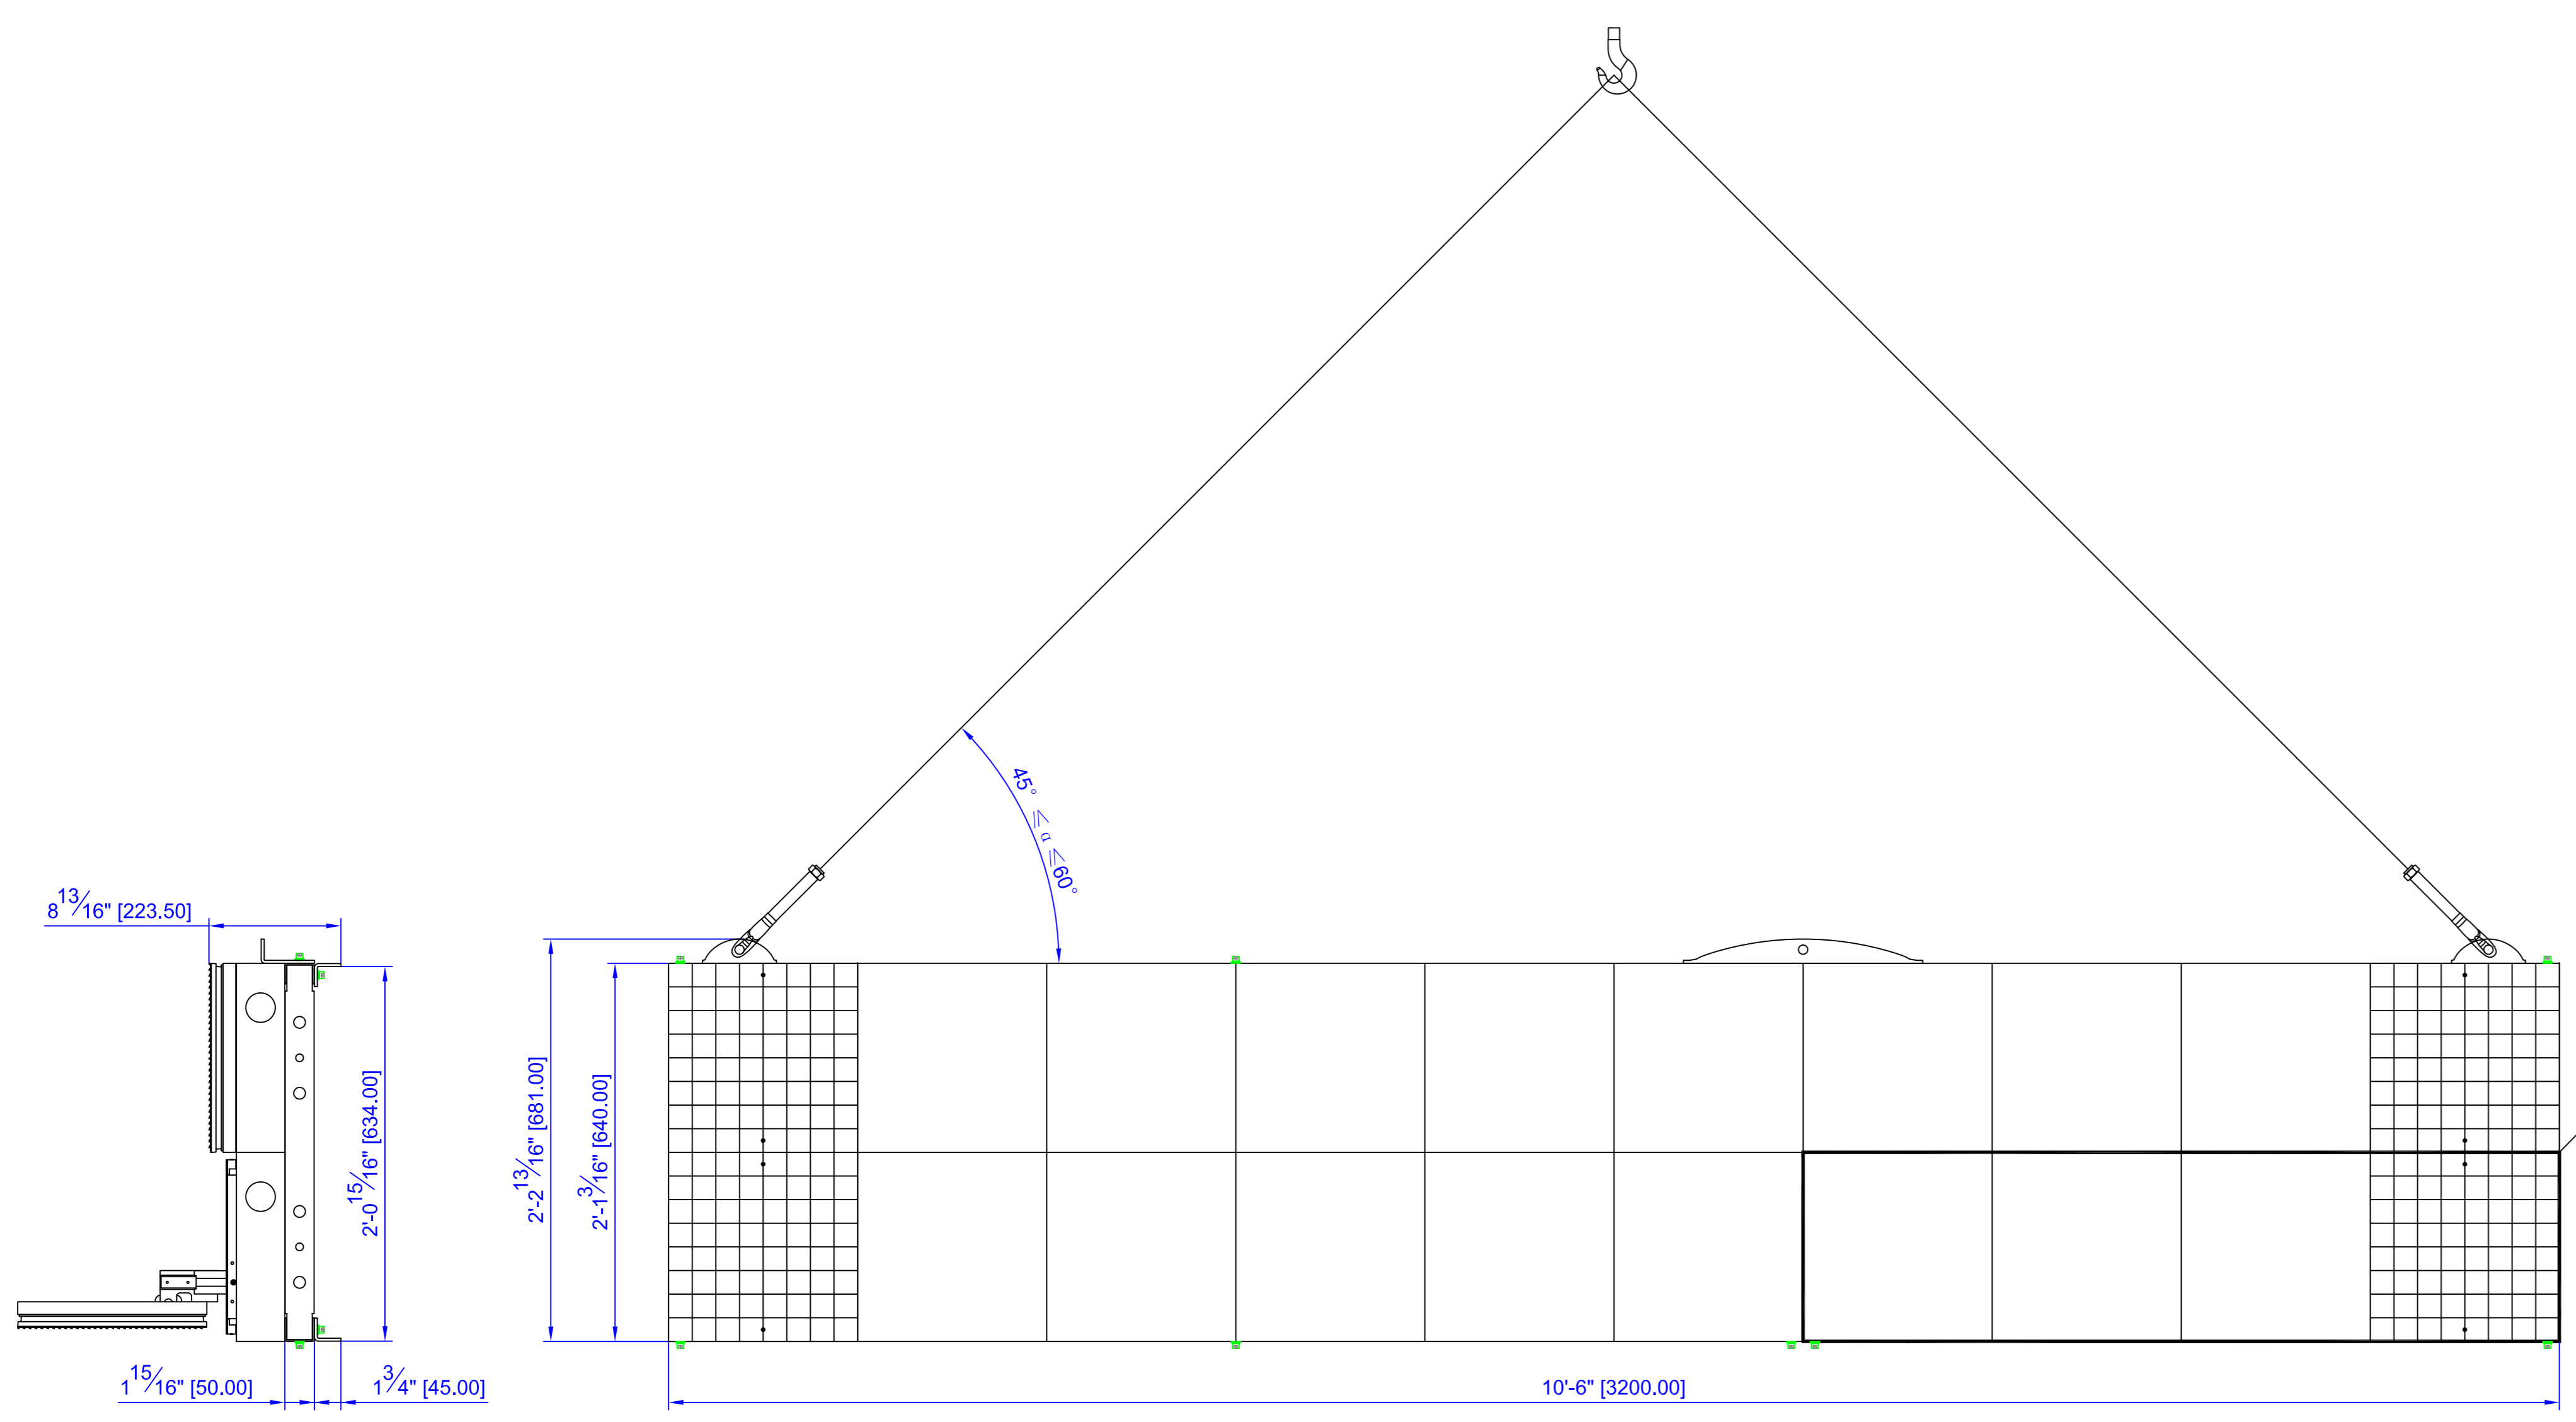 45° ⩽ α ⩽60°
8 13/16" [223.50]
2'-0 15/16" [634.00]
2'-2 13/16" [681.00]
2'-1 3/16" [640.00]
1 15/16" [50.00]
1 3/4" [45.00]
10'-6" [3200.00]